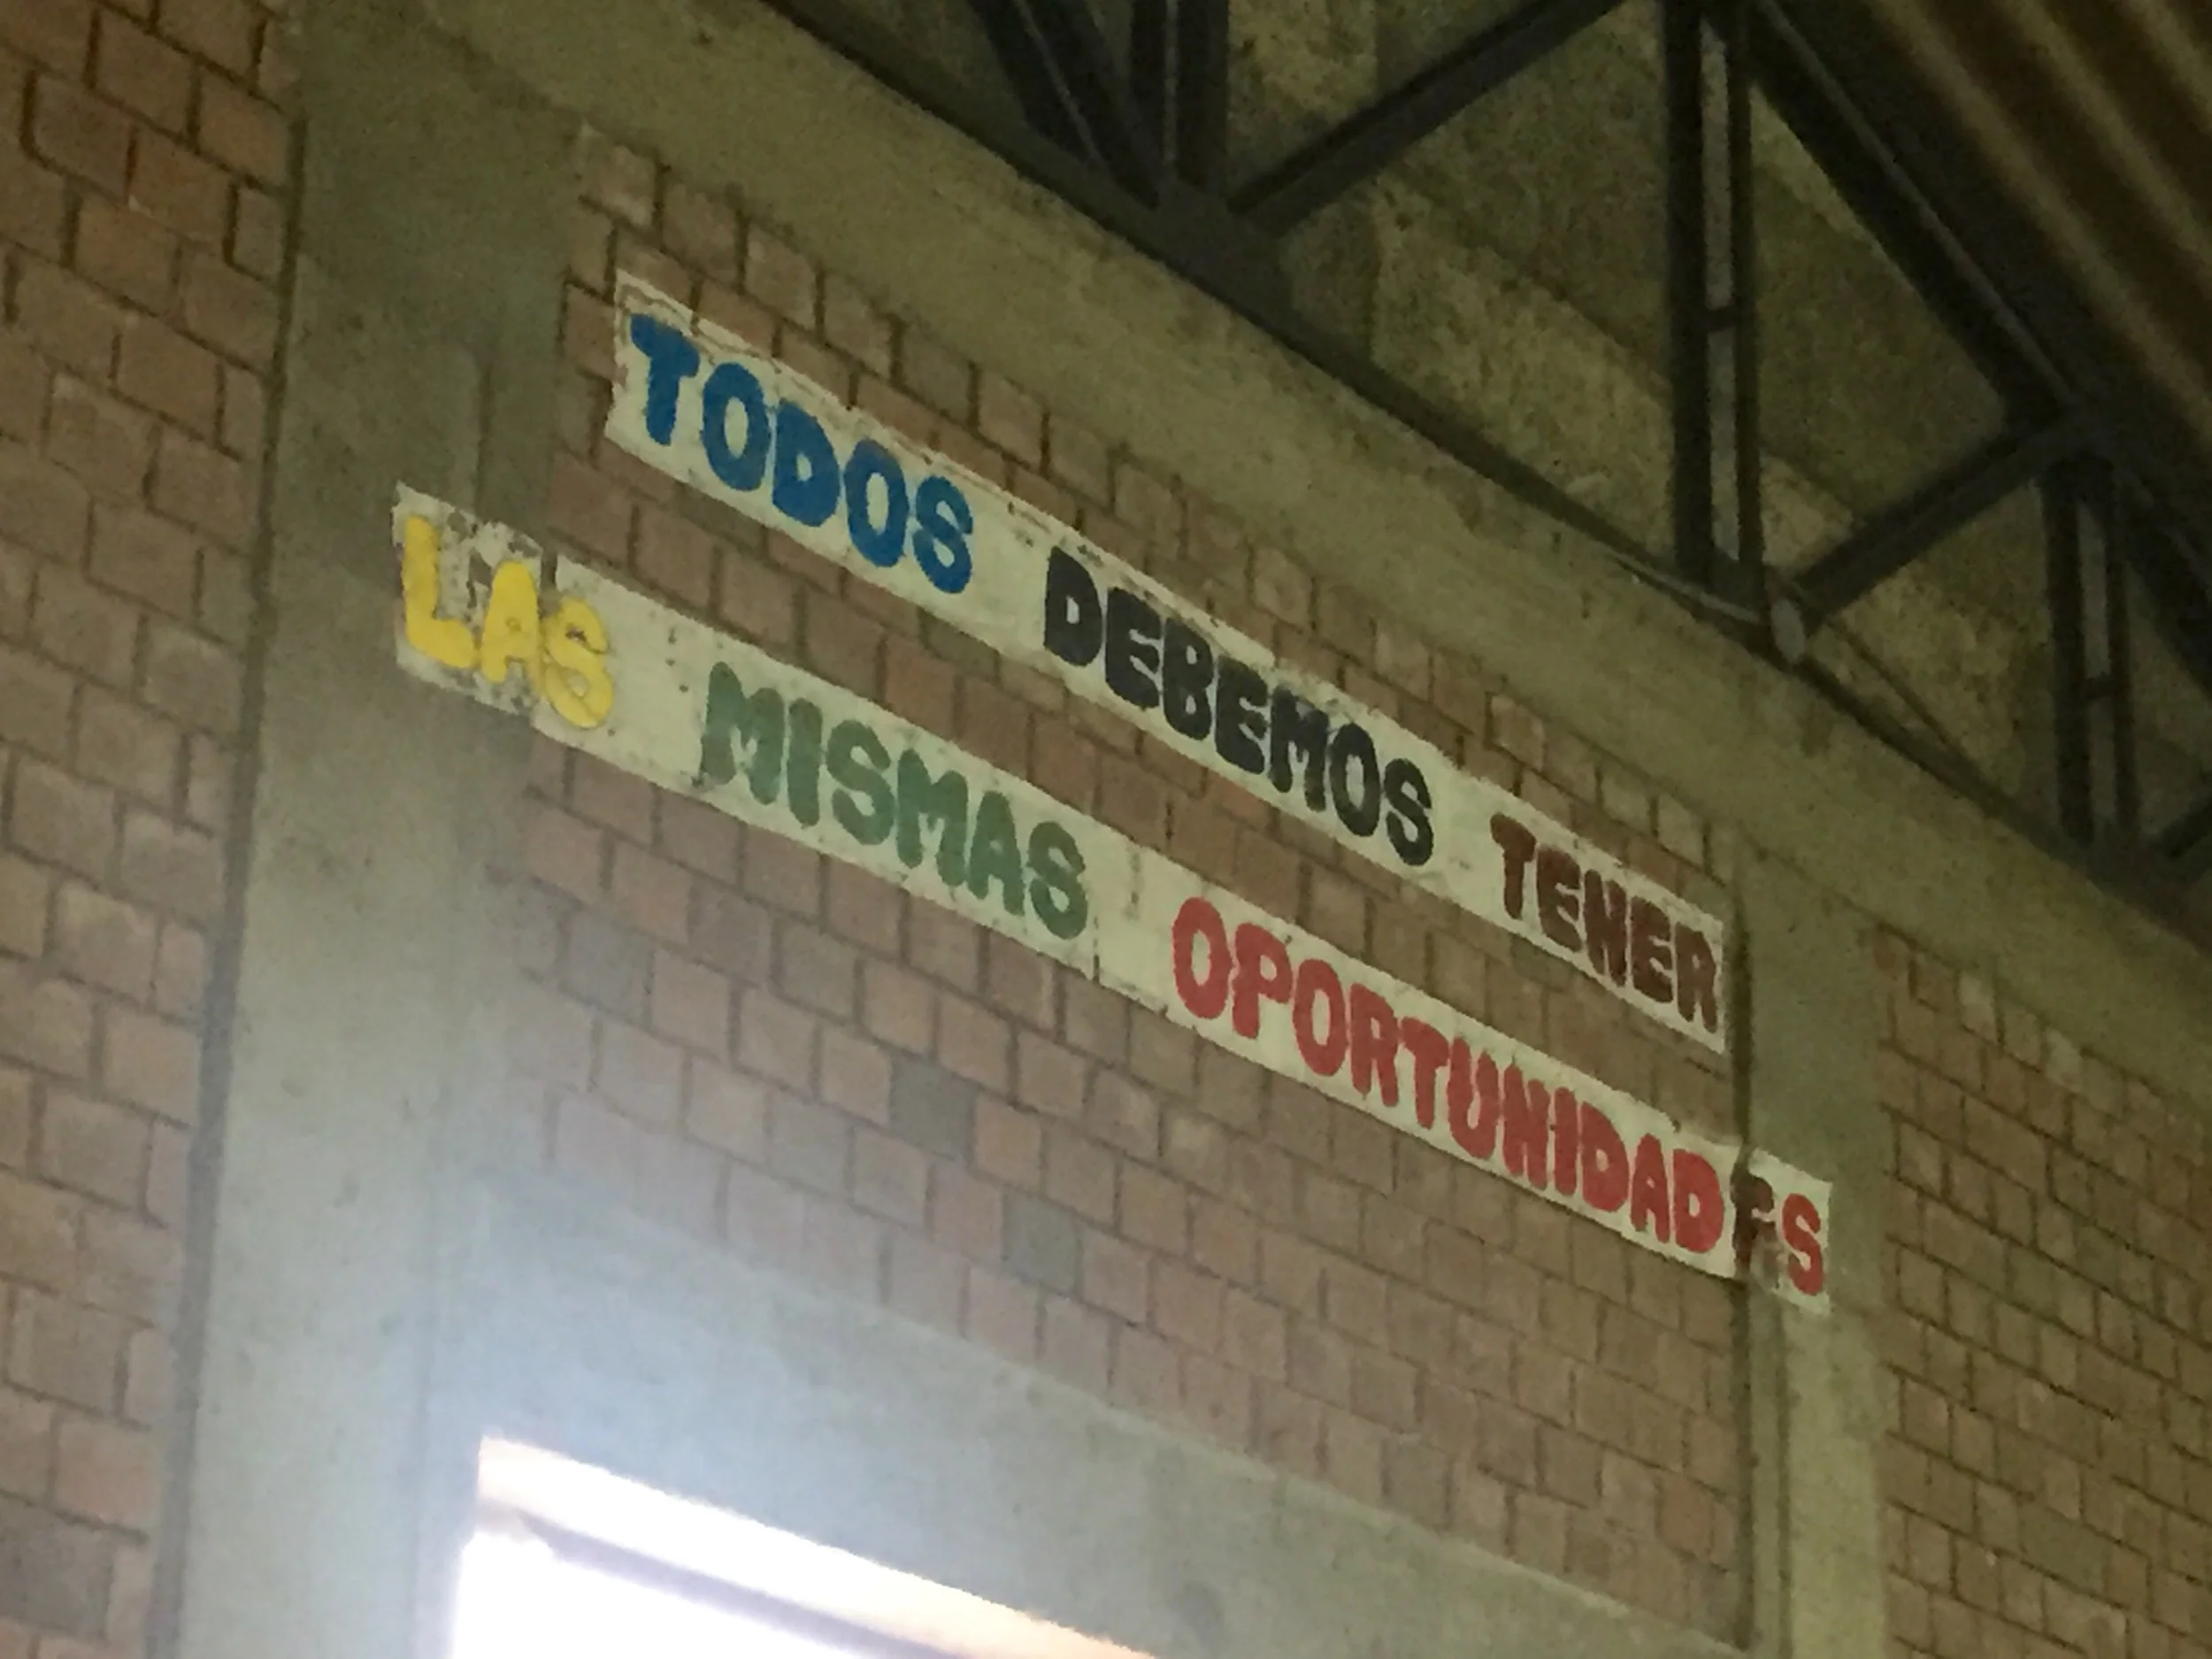 TODOS DEBEMOS TENER
LAS MISMAS OPORTUNIDADES